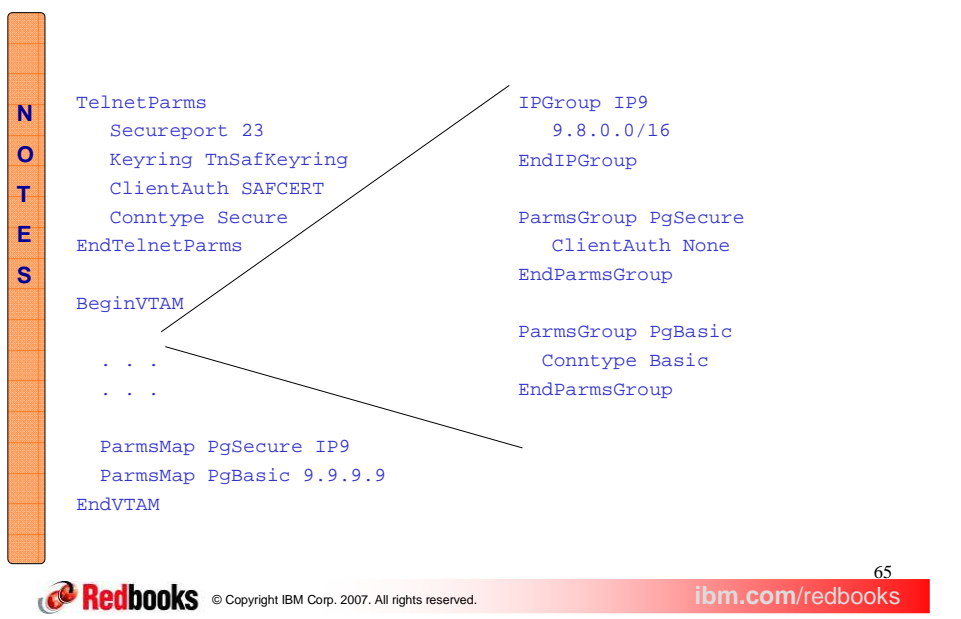 N
O
T
E
S
TelnetParms
Secureport 23
Keyring TnSafKeyring
ClientAuth SAFCERT
Conntype Secure
EndTelnetParms
BeginVTAM
. . .
. . .
ParmsMap PgSecure IP9
ParmsMap PgBasic 9.9.9.9
EndVTAM
IPGroup IP9
9.8.0.0/16
EndIPGroup
ParmsGroup PgSecure
ClientAuth None
EndParmsGroup
ParmsGroup PgBasic
Conntype Basic
EndParmsGroup
65
Redbooks © Copyright IBM Corp. 2007. All rights reserved. ibm.com/redbooks